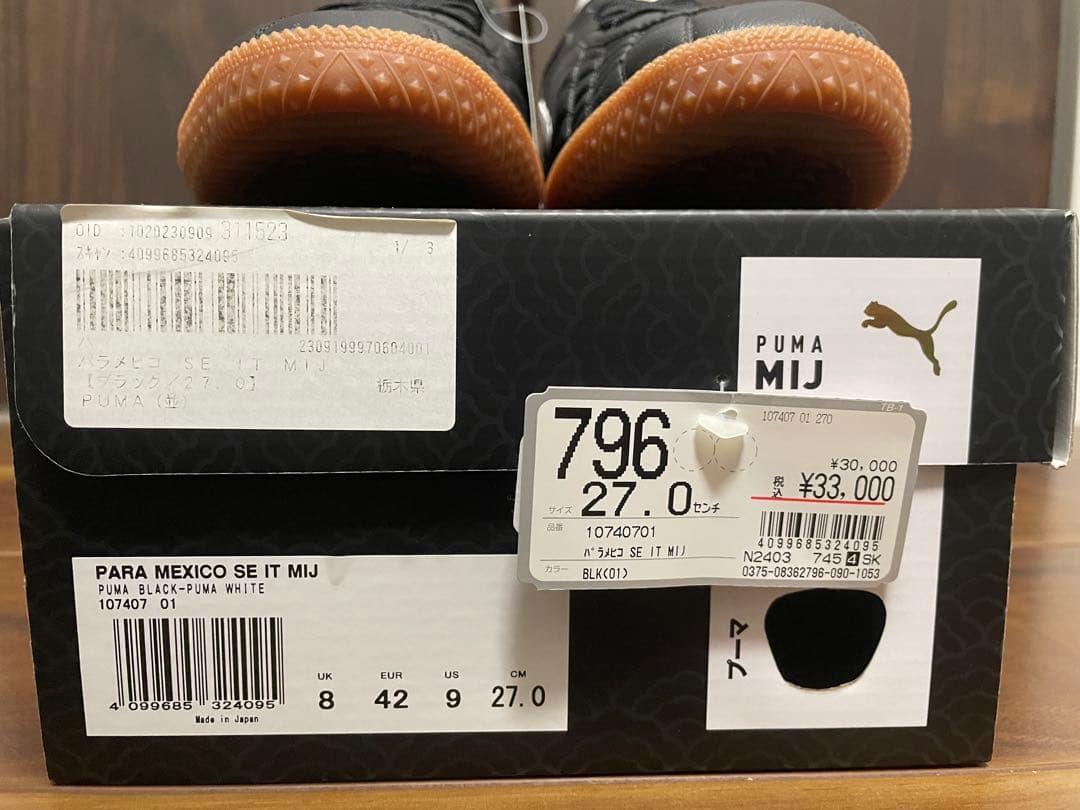 OID :1020230909 311523
1/ 3
スキャン :4099685324095
2309199970604001
パラメヒコ SE IT MIJ
【ブラック/27.0】
栃木県
PUMA(並)
PUMA
MIJ
TB-1
796
107407 01 270
¥30,000
税込 ¥33,000
サイズ 27.0センチ
品番 10740701
パラメヒコ SE IT MIJ
カラー BLK(01)
4099685324095
N2403 745 4 SK
0375-08362796-090-1053
PARA MEXICO SE IT MIJ
PUMA BLACK-PUMA WHITE
107407 01
4 099685 324095
Made in Japan
UK EUR US CM
8 42 9 27.0
プーマ